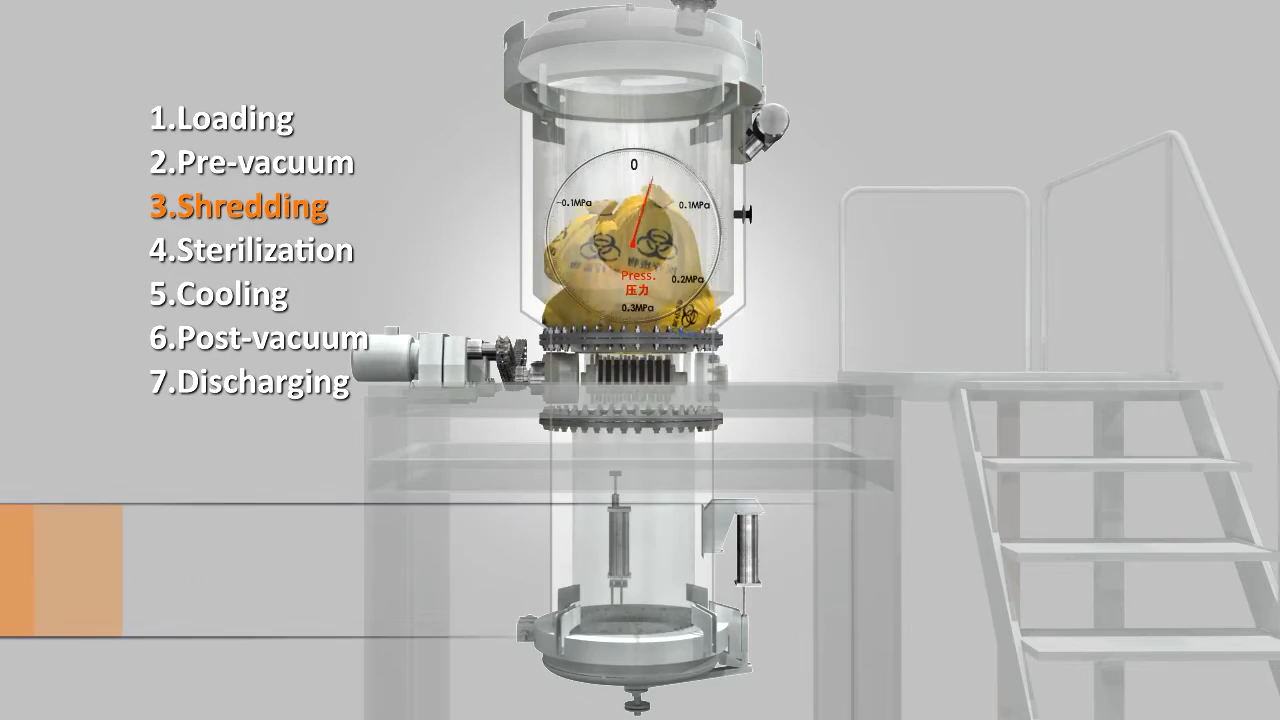 1.Loading
2.Pre-vacuum
3.Shredding
4.Sterilization
5.Cooling
6.Post-vacuum
7.Discharging
0
-0.1MPa
0.1MPa
0.2MPa
Press.
压力
0.3MPa